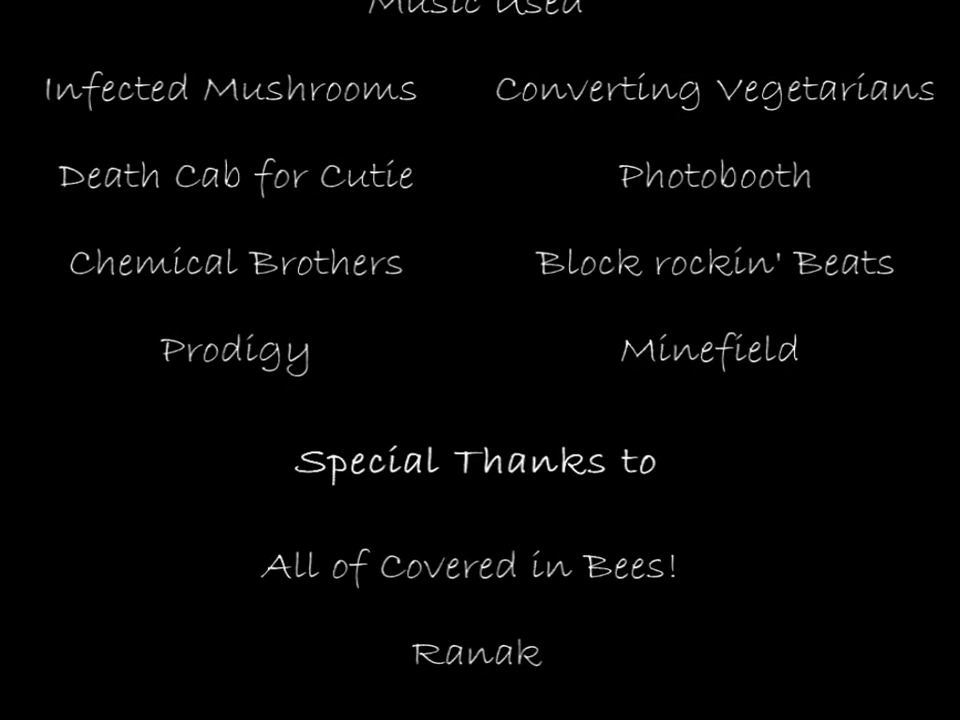 Music Used
Infected Mushrooms Converting Vegetarians
Death Cab for Cutie Photobooth
Chemical Brothers Block rockin' Beats
Prodigy Minefield
Special Thanks to
All of Covered in Bees!
Ranak